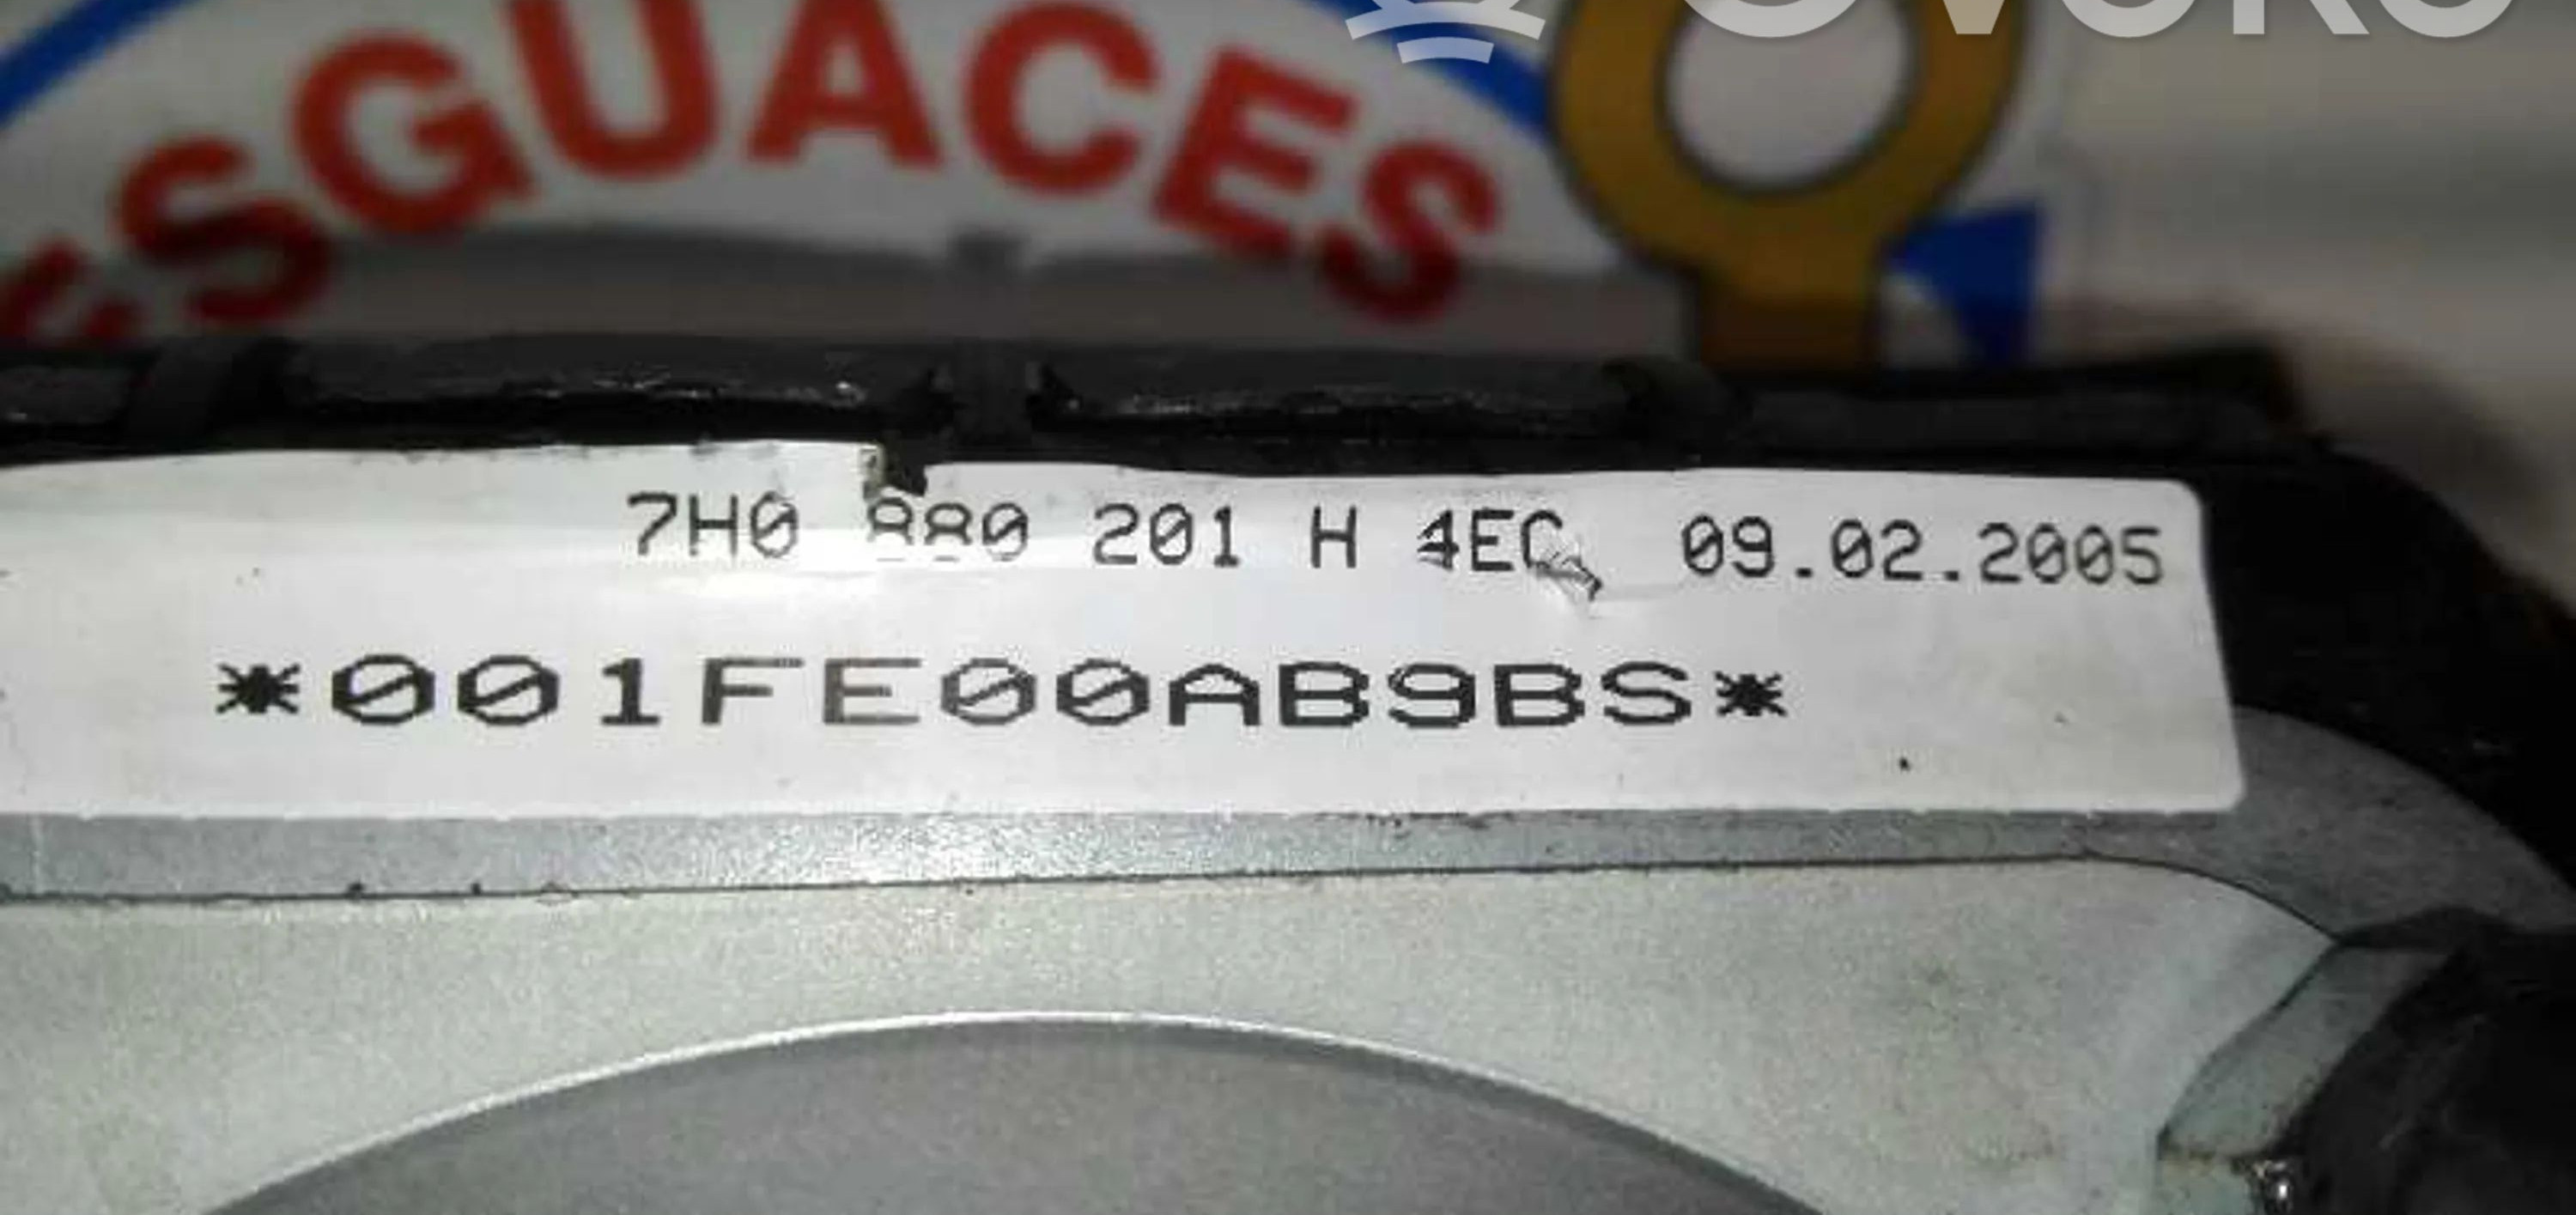 SGUACES
7H0 880 201 H 4EC 09.02.2005
*001FE00AB9BS*